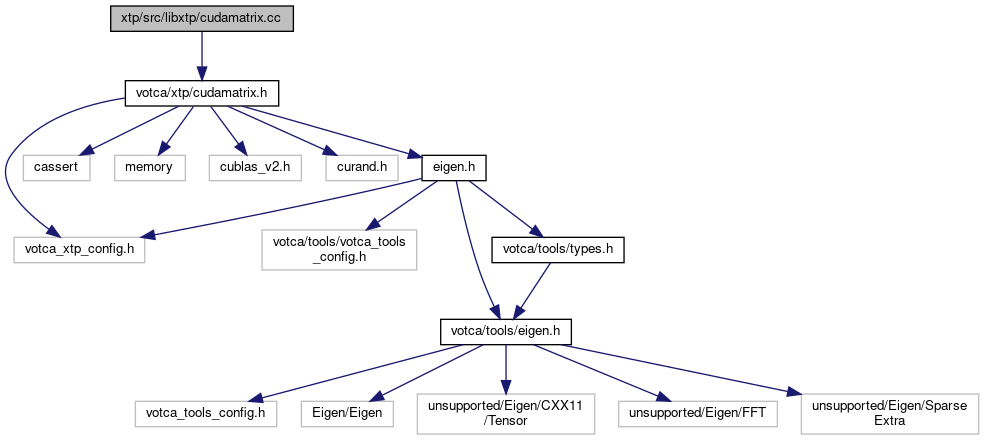 xtp/src/libxtp/cudamatrix.cc
votca/xtp/cudamatrix.h
cassert
memory
cublas_v2.h
curand.h
eigen.h
votca_xtp_config.h
votca/tools/votca_tools
_config.h
votca/tools/types.h
votca/tools/eigen.h
votca_tools_config.h
Eigen/Eigen
unsupported/Eigen/CXX11
/Tensor
unsupported/Eigen/FFT
unsupported/Eigen/Sparse
Extra